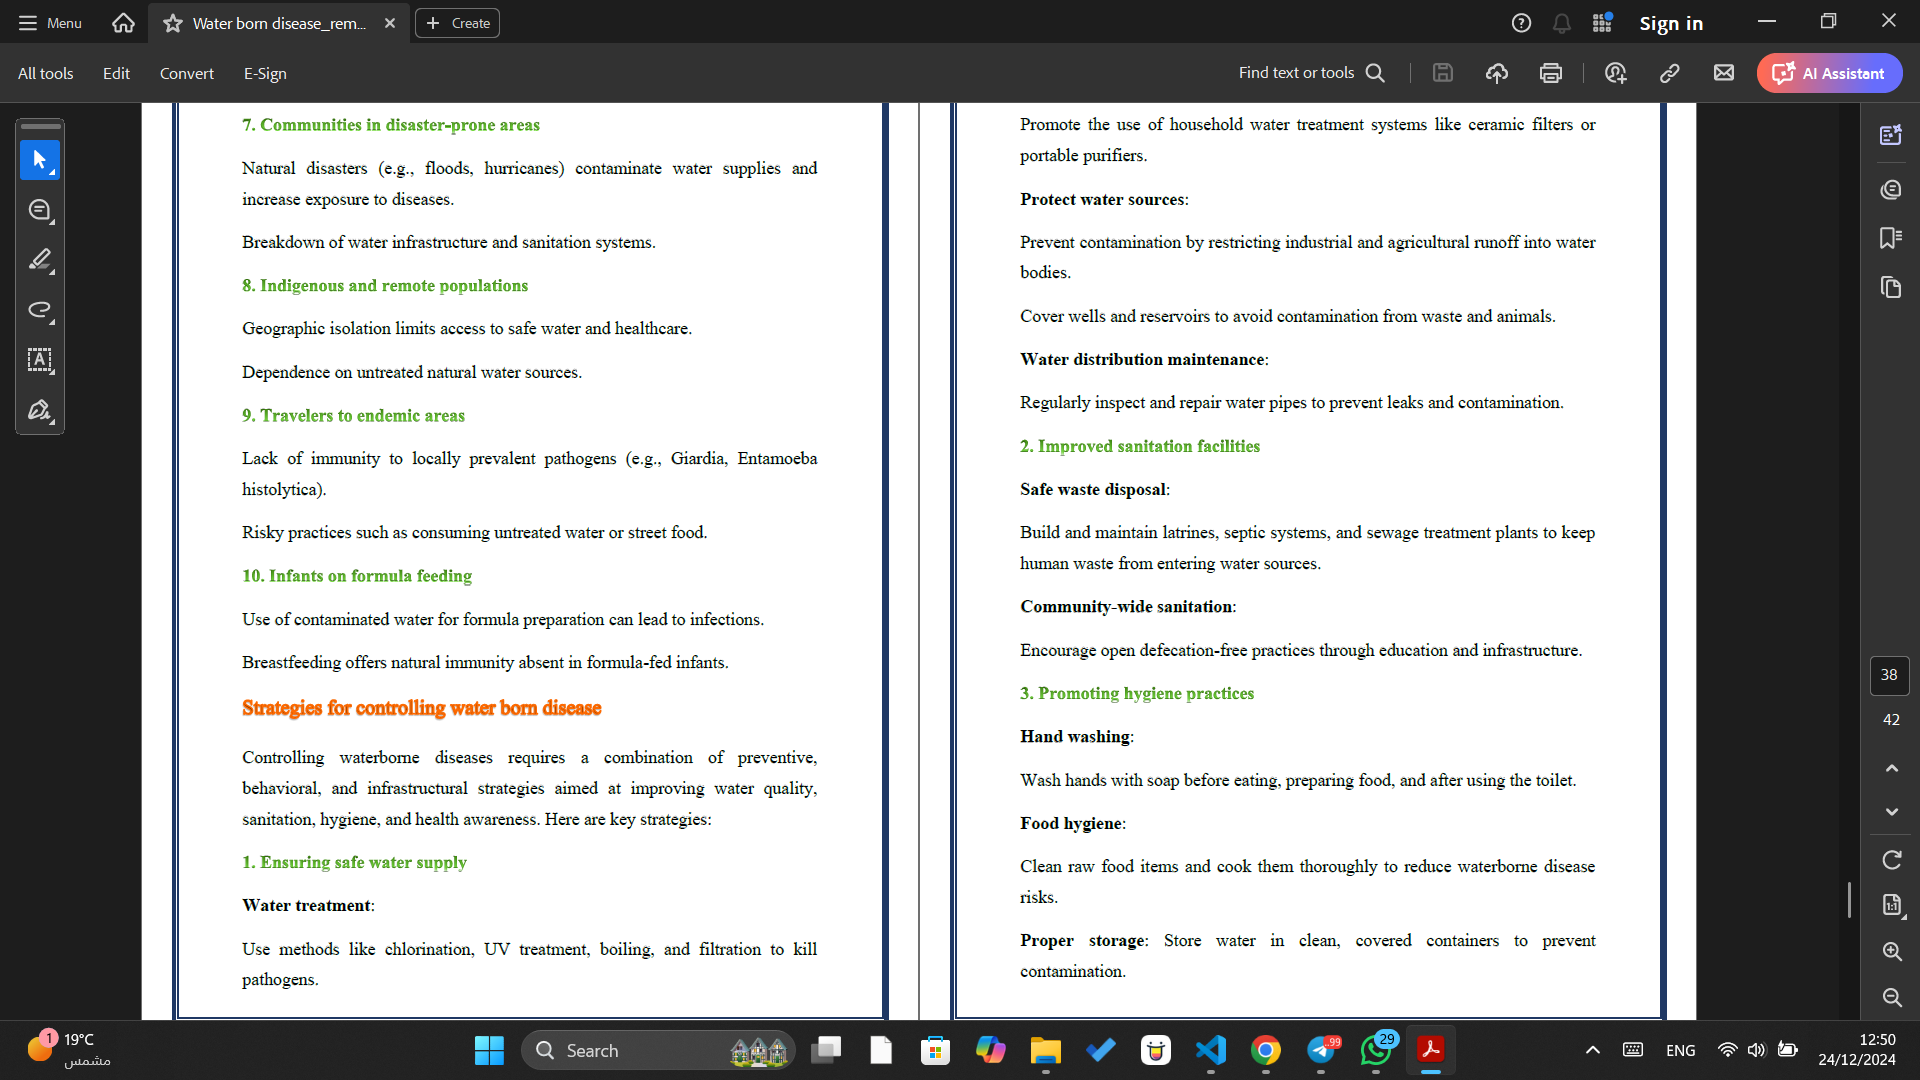 Menu
Water born disease_rem...
Create
Sign in
All tools
Edit
Convert
E-Sign
Find text or tools
AI Assistant
7. Communities in disaster-prone areas
Natural disasters (e.g., floods, hurricanes) contaminate water supplies and
increase exposure to diseases.
Breakdown of water infrastructure and sanitation systems.
8. Indigenous and remote populations
Geographic isolation limits access to safe water and healthcare.
Dependence on untreated natural water sources.
9. Travelers to endemic areas
Lack of immunity to locally prevalent pathogens (e.g., Giardia, Entamoeba
histolytica).
Risky practices such as consuming untreated water or street food.
10. Infants on formula feeding
Use of contaminated water for formula preparation can lead to infections.
Breastfeeding offers natural immunity absent in formula-fed infants.
Strategies for controlling water born disease
Controlling waterborne diseases requires a combination of preventive,
behavioral, and infrastructural strategies aimed at improving water quality,
sanitation, hygiene, and health awareness. Here are key strategies:
1. Ensuring safe water supply
Water treatment:
Use methods like chlorination, UV treatment, boiling, and filtration to kill
pathogens.
Promote the use of household water treatment systems like ceramic filters or
portable purifiers.
Protect water sources:
Prevent contamination by restricting industrial and agricultural runoff into water
bodies.
Cover wells and reservoirs to avoid contamination from waste and animals.
Water distribution maintenance:
Regularly inspect and repair water pipes to prevent leaks and contamination.
2. Improved sanitation facilities
Safe waste disposal:
Build and maintain latrines, septic systems, and sewage treatment plants to keep
human waste from entering water sources.
Community-wide sanitation:
Encourage open defecation-free practices through education and infrastructure.
3. Promoting hygiene practices
Hand washing:
Wash hands with soap before eating, preparing food, and after using the toilet.
Food hygiene:
Clean raw food items and cook them thoroughly to reduce waterborne disease
risks.
Proper storage: Store water in clean, covered containers to prevent
contamination.
38
42
1:1
1
19°C
مشمس
Search
99
29
ENG
12:50
24/12/2024